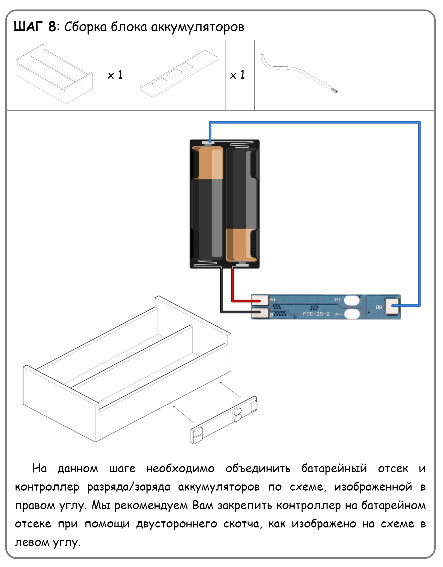 ШАГ 8: Сборка блока аккумуляторов
x 1
x 1
На данном шаге необходимо объединить батарейный отсек и
контроллер разряда/заряда аккумуляторов по схеме, изображенной в
правом углу. Мы рекомендуем Вам закрепить контроллер на батарейном
отсеке при помощи двустороннего скотча, как изображено на схеме в
левом углу.